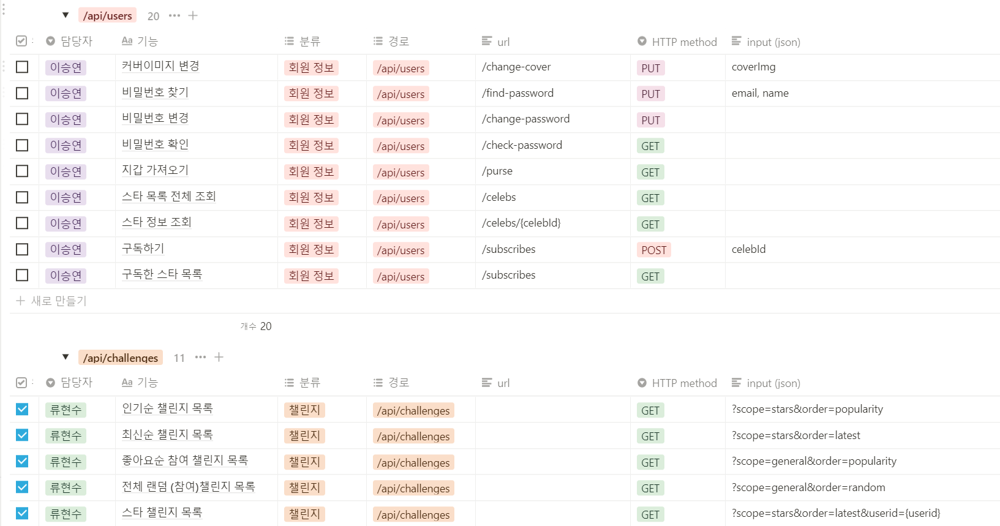 /api/users 20
담당자 기능 분류 경로 url HTTP method input (json)
이승연 커버이미지 변경 회원 정보 /api/users /change-cover PUT coverImg
이승연 비밀번호 찾기 회원 정보 /api/users /find-password PUT email, name
이승연 비밀번호 변경 회원 정보 /api/users /change-password PUT
이승연 비밀번호 확인 회원 정보 /api/users /check-password GET
이승연 지갑 가져오기 회원 정보 /api/users /purse GET
이승연 스타 목록 전체 조회 회원 정보 /api/users /celebs GET
이승연 스타 정보 조회 회원 정보 /api/users /celebs/{celebId} GET
이승연 구독하기 회원 정보 /api/users /subscribes POST celebId
이승연 구독한 스타 목록 회원 정보 /api/users /subscribes GET
새로 만들기
개수 20
/api/challenges 11
담당자 기능 분류 경로 url HTTP method input (json)
류현수 인기순 챌린지 목록 챌린지 /api/challenges GET ?scope=stars&order=popularity
류현수 최신순 챌린지 목록 챌린지 /api/challenges GET ?scope=stars&order=latest
류현수 좋아요순 참여 챌린지 목록 챌린지 /api/challenges GET ?scope=general&order=popularity
류현수 전체 랜덤 (참여)챌린지 목록 챌린지 /api/challenges GET ?scope=general&order=random
류현수 스타 챌린지 목록 챌린지 /api/challenges GET ?scope=stars&order=latest&userid={userid}